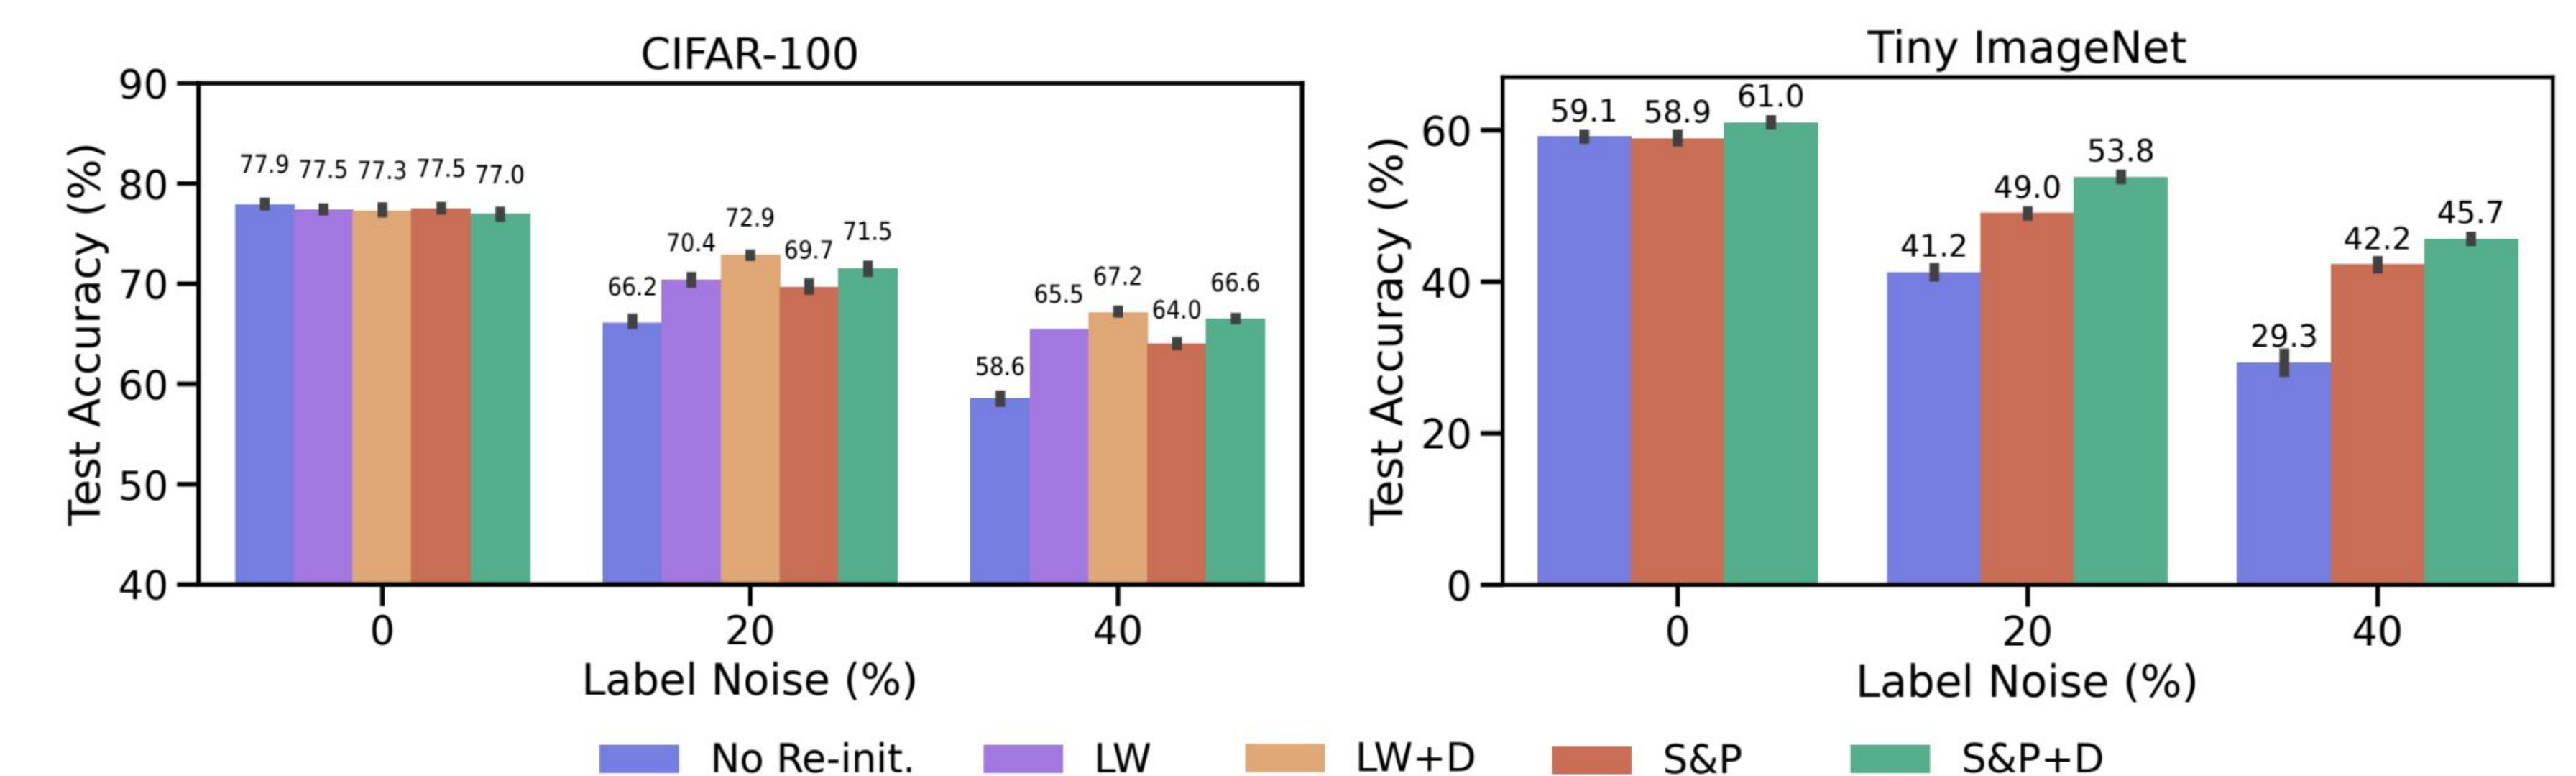 CIFAR-100
Test Accuracy (%)
90
80
70
60
50
40
77.9 77.5 77.3 77.5 77.0
66.2 70.4 72.9 69.7 71.5
58.6 65.5 67.2 64.0 66.6
0 20 40
Label Noise (%)
Tiny ImageNet
Test Accuracy (%)
60
40
20
0
59.1 58.9 61.0
41.2 49.0 53.8
29.3 42.2 45.7
0 20 40
Label Noise (%)
No Re-init. LW LW+D S&P S&P+D